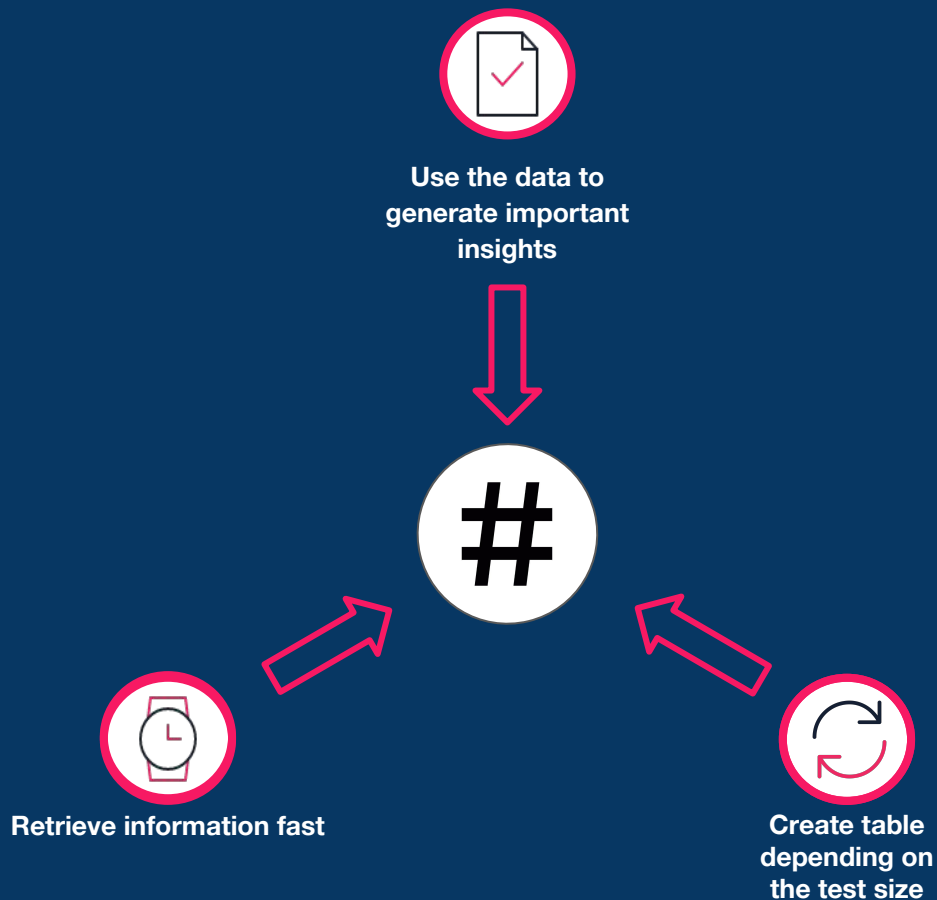 Use the data to
generate important
insights
#
Retrieve information fast
Create table
depending on
the test size